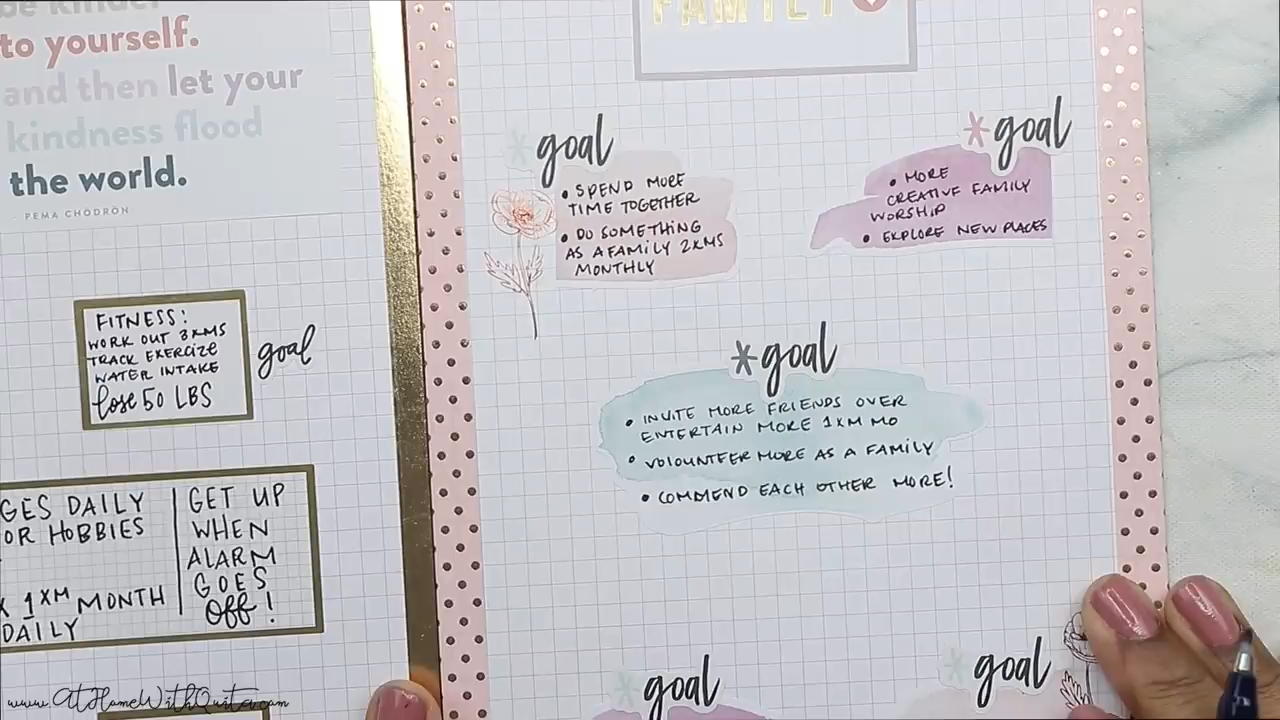 be kinder
to yourself.
and then let your
kindness flood
the world.
- PEMA CHÖDRÖN
FITNESS:
WORK OUT 3XMS
TRACK EXERCIZE
WATER INTAKE
lose 50 LBS
goal
GES DAILY
OR HOBBIES
X 1XM MONTH
DAILY
GET UP
WHEN
ALARM
GOES
OFF!
FAMILY
goal
• SPEND MORE
TIME TOGETHER
• DO SOMETHING
AS A FAMILY 2XMS
MONTHLY
*goal
• MORE
CREATIVE FAMILY
WORSHIP
• EXPLORE NEW PLACES
*goal
• INVITE MORE FRIENDS OVER
ENTERTAIN MORE 1XM MO
• VOLOUNTEER MORE AS A FAMILY
• COMMEND EACH OTHER MORE!
*goal
*goal
www.AtHomeWithQuita.com